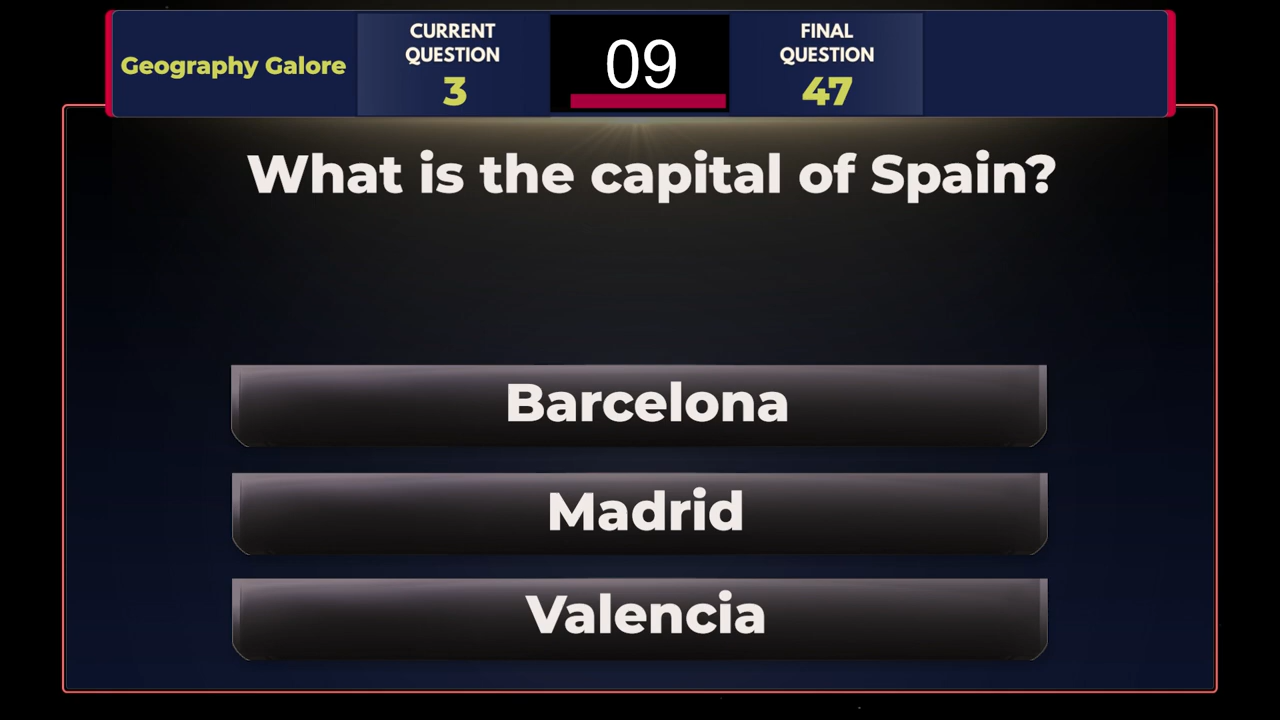 Geography Galore
CURRENT
QUESTION
3
09
FINAL
QUESTION
47
What is the capital of Spain?
Barcelona
Madrid
Valencia